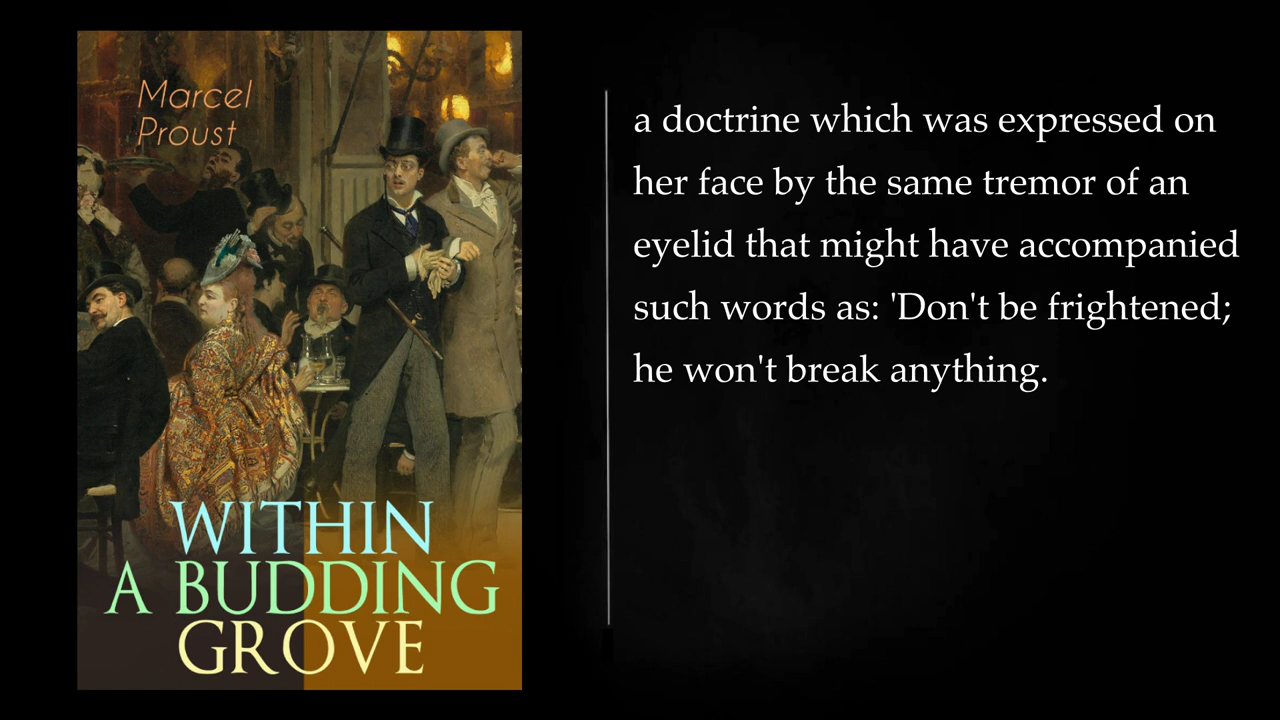 Marcel
Proust
WITHIN
A BUDDING
GROVE
a doctrine which was expressed on
her face by the same tremor of an
eyelid that might have accompanied
such words as: 'Don't be frightened;
he won't break anything.